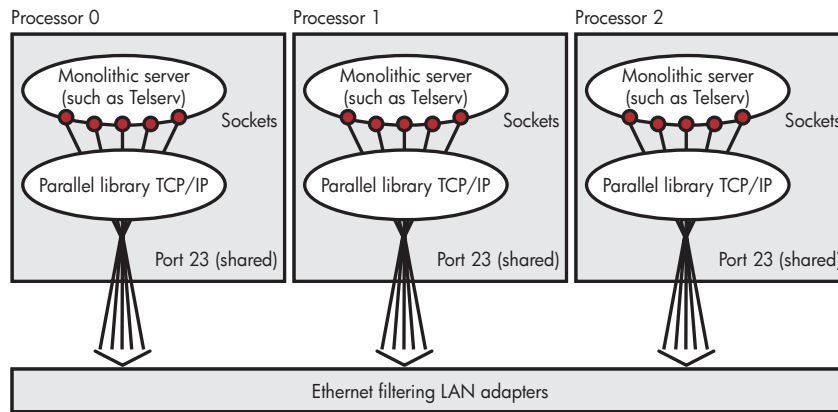 Processor 0
Monolithic server
(such as Telserv)
Sockets
Parallel library TCP/IP
Port 23 (shared)
Processor 1
Monolithic server
(such as Telserv)
Sockets
Parallel library TCP/IP
Port 23 (shared)
Processor 2
Monolithic server
(such as Telserv)
Sockets
Parallel library TCP/IP
Port 23 (shared)
Ethernet filtering LAN adapters